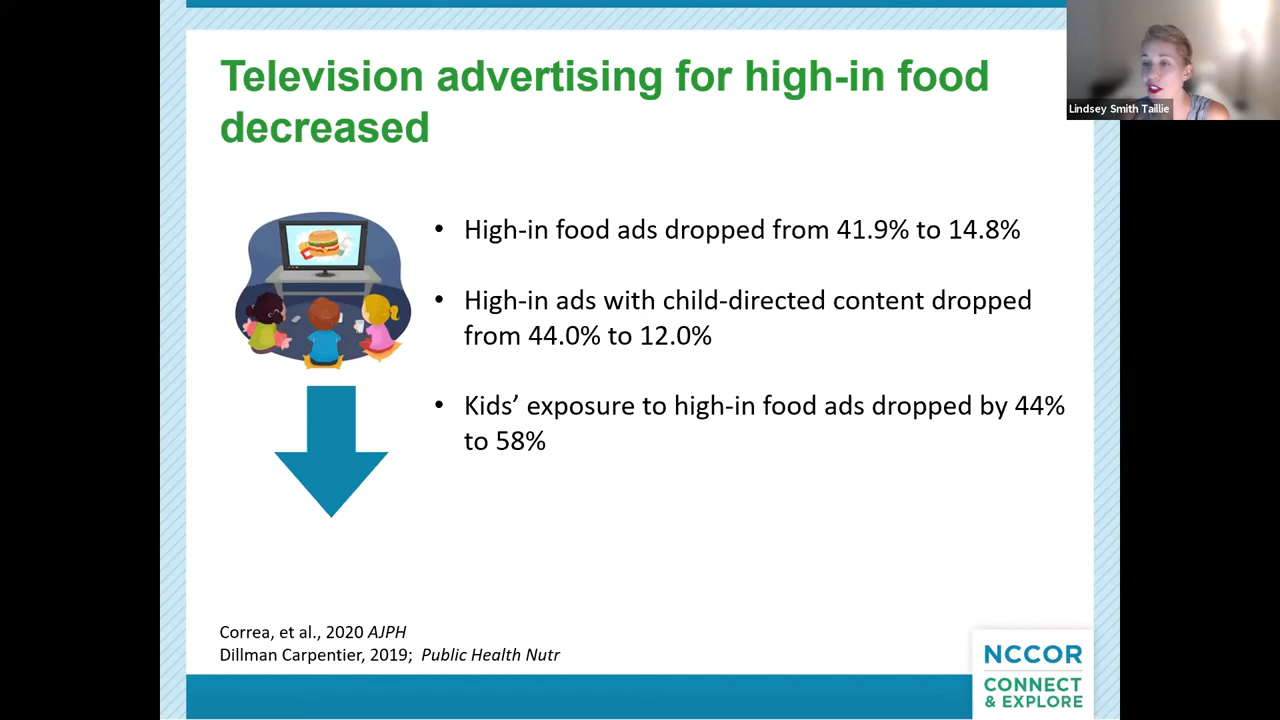 Television advertising for high-in food
decreased
Lindsey Smith Taillie
• High-in food ads dropped from 41.9% to 14.8%
• High-in ads with child-directed content dropped
from 44.0% to 12.0%
• Kids’ exposure to high-in food ads dropped by 44%
to 58%
Correa, et al., 2020 AJPH
Dillman Carpentier, 2019; Public Health Nutr
NCCOR
CONNECT
& EXPLORE